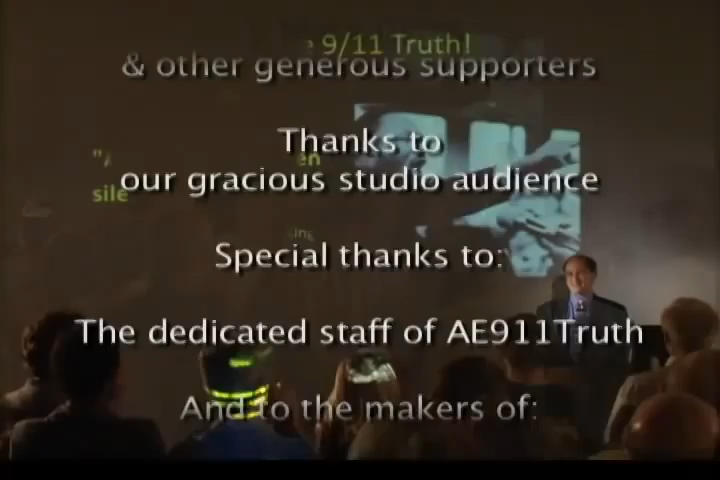 9/11 Truth!
& other generous supporters
Thanks to
our gracious studio audience
Special thanks to:
The dedicated staff of AE911Truth
And to the makers of: